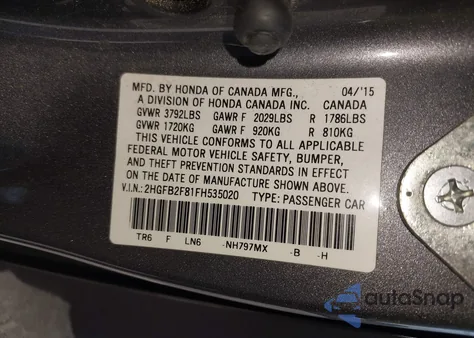 MFD. BY HONDA OF CANADA MFG., 04/'15
A DIVISION OF HONDA CANADA INC. CANADA
GVWR 3792LBS GAWR F 2029LBS R 1786LBS
GVWR 1720KG GAWR F 920KG R 810KG
THIS VEHICLE CONFORMS TO ALL APPLICABLE
FEDERAL MOTOR VEHICLE SAFETY, BUMPER,
AND THEFT PREVENTION STANDARDS IN EFFECT
ON THE DATE OF MANUFACTURE SHOWN ABOVE.
V.I.N.: 2HGFB2F81FH535020 TYPE: PASSENGER CAR
TR6 F LN6 -NH797MX -B -H
autoSnap